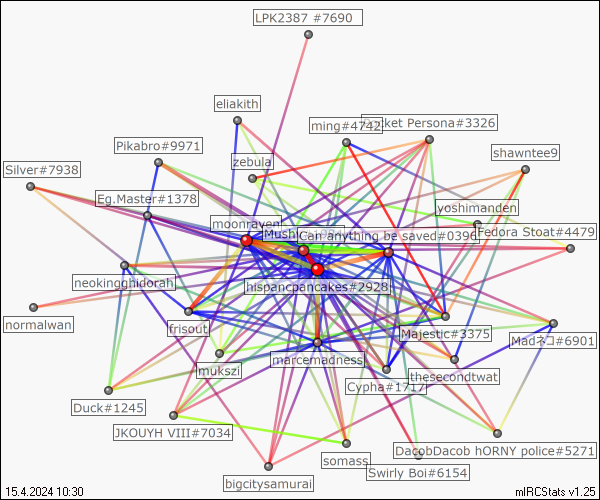 LPK2387 #7690
eliakith
ming#4742
Pocket Persona#3326
Pikabro#9971
shawntee9
zebula
Silver#7938
Eg.Master#1378
yoshimanden
moonraven
Mush
Can anything be saved#0396
Fedora Stoat#4479
neokingghidorah
hispancpancakes#2928
normalwan
frisout
Majestic#3375
Madネコ#6901
marcemadness
mukszi
thesecondtwat
Cypha#1717
Duck#1245
JKOUYH VIII#7034
DacobDacob hORNY police#5271
somass
Swirly Boi#6154
bigcitysamurai
15.4.2024 10:30
mIRCStats v1.25